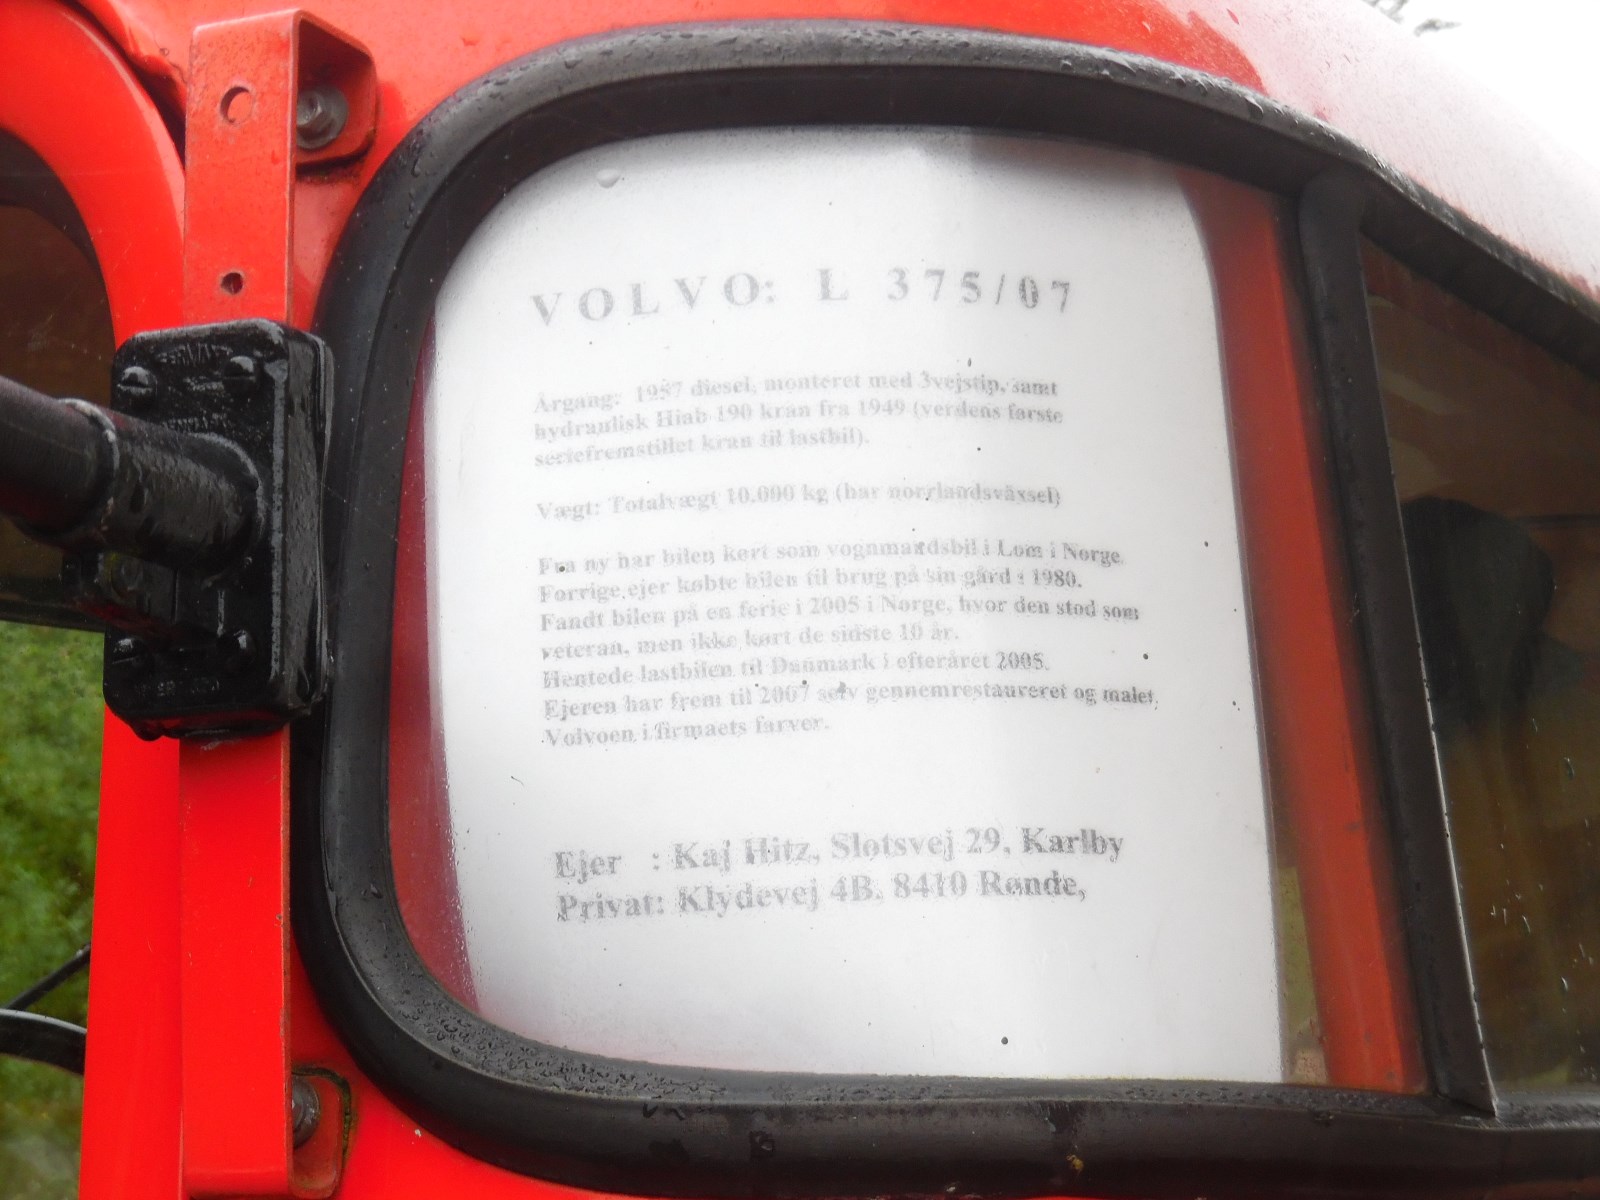 VOLVO: L 375/07
Årgang: 1957 diesel, monteret med 3vejstip, samt
hydraulisk Hiab 190 kran fra 1949 (verdens første
seriefremstillet kran til lastbil).
Vægt: Totalvægt 10.000 kg (har norrlandsväxsel)
Fra ny har bilen kørt som vognmandsbil i Lom i Norge.
Forrige ejer købte bilen til brug på sin gård i 1980.
Fandt bilen på en ferie i 2005 i Norge, hvor den stod som
veteran, men ikke kørt de sidste 10 år.
Hentede lastbilen til Danmark i efteråret 2005.
Ejeren har frem til 2007 selv gennemrestaureret og malet
Volvoen i firmaets farver.
Ejer : Kaj Hitz, Slotsvej 29, Karlby
Privat: Klydevej 4B. 8410 Rønde,